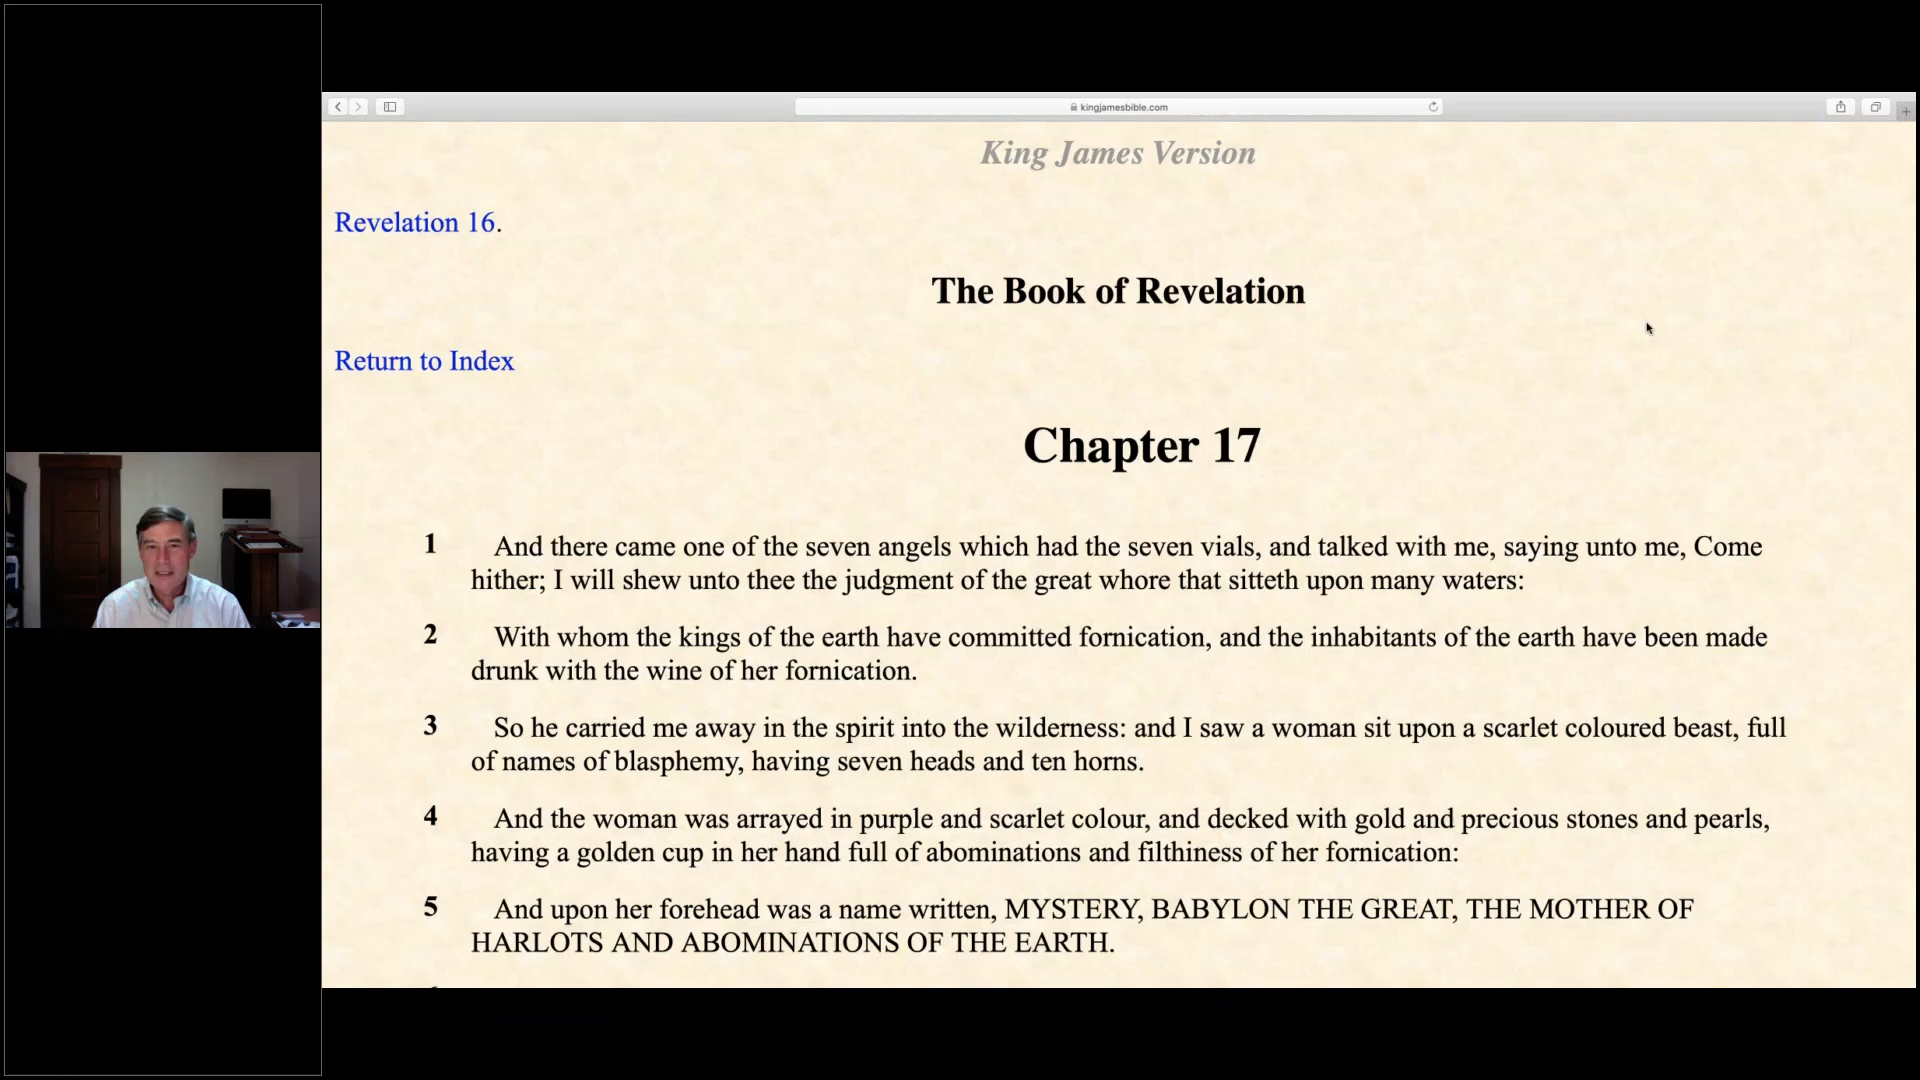 kingjamesbible.com
King James Version
Revelation 16.
The Book of Revelation
Return to Index
Chapter 17
1 And there came one of the seven angels which had the seven vials, and talked with me, saying unto me, Come
hither; I will shew unto thee the judgment of the great whore that sitteth upon many waters:
2 With whom the kings of the earth have committed fornication, and the inhabitants of the earth have been made
drunk with the wine of her fornication.
3 So he carried me away in the spirit into the wilderness: and I saw a woman sit upon a scarlet coloured beast, full
of names of blasphemy, having seven heads and ten horns.
4 And the woman was arrayed in purple and scarlet colour, and decked with gold and precious stones and pearls,
having a golden cup in her hand full of abominations and filthiness of her fornication:
5 And upon her forehead was a name written, MYSTERY, BABYLON THE GREAT, THE MOTHER OF
HARLOTS AND ABOMINATIONS OF THE EARTH.